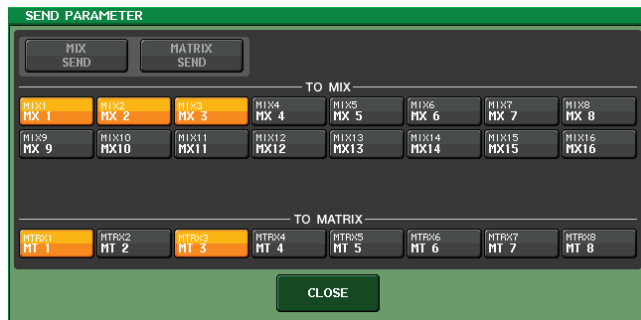 SEND PARAMETER
MIX SEND MATRIX SEND
TO MIX
MIX1 MIX2 MIX3 MIX4 MIX5 MIX6 MIX7 MIX8
MX 1 MX 2 MX 3 MX 4 MX 5 MX 6 MX 7 MX 8
MIX9 MIX10 MIX11 MIX12 MIX13 MIX14 MIX15 MIX16
MX 9 MX10 MX11 MX12 MX13 MX14 MX15 MX16
TO MATRIX
MTRX1 MTRX2 MTRX3 MTRX4 MTRX5 MTRX6 MTRX7 MTRX8
MT 1 MT 2 MT 3 MT 4 MT 5 MT 6 MT 7 MT 8
CLOSE